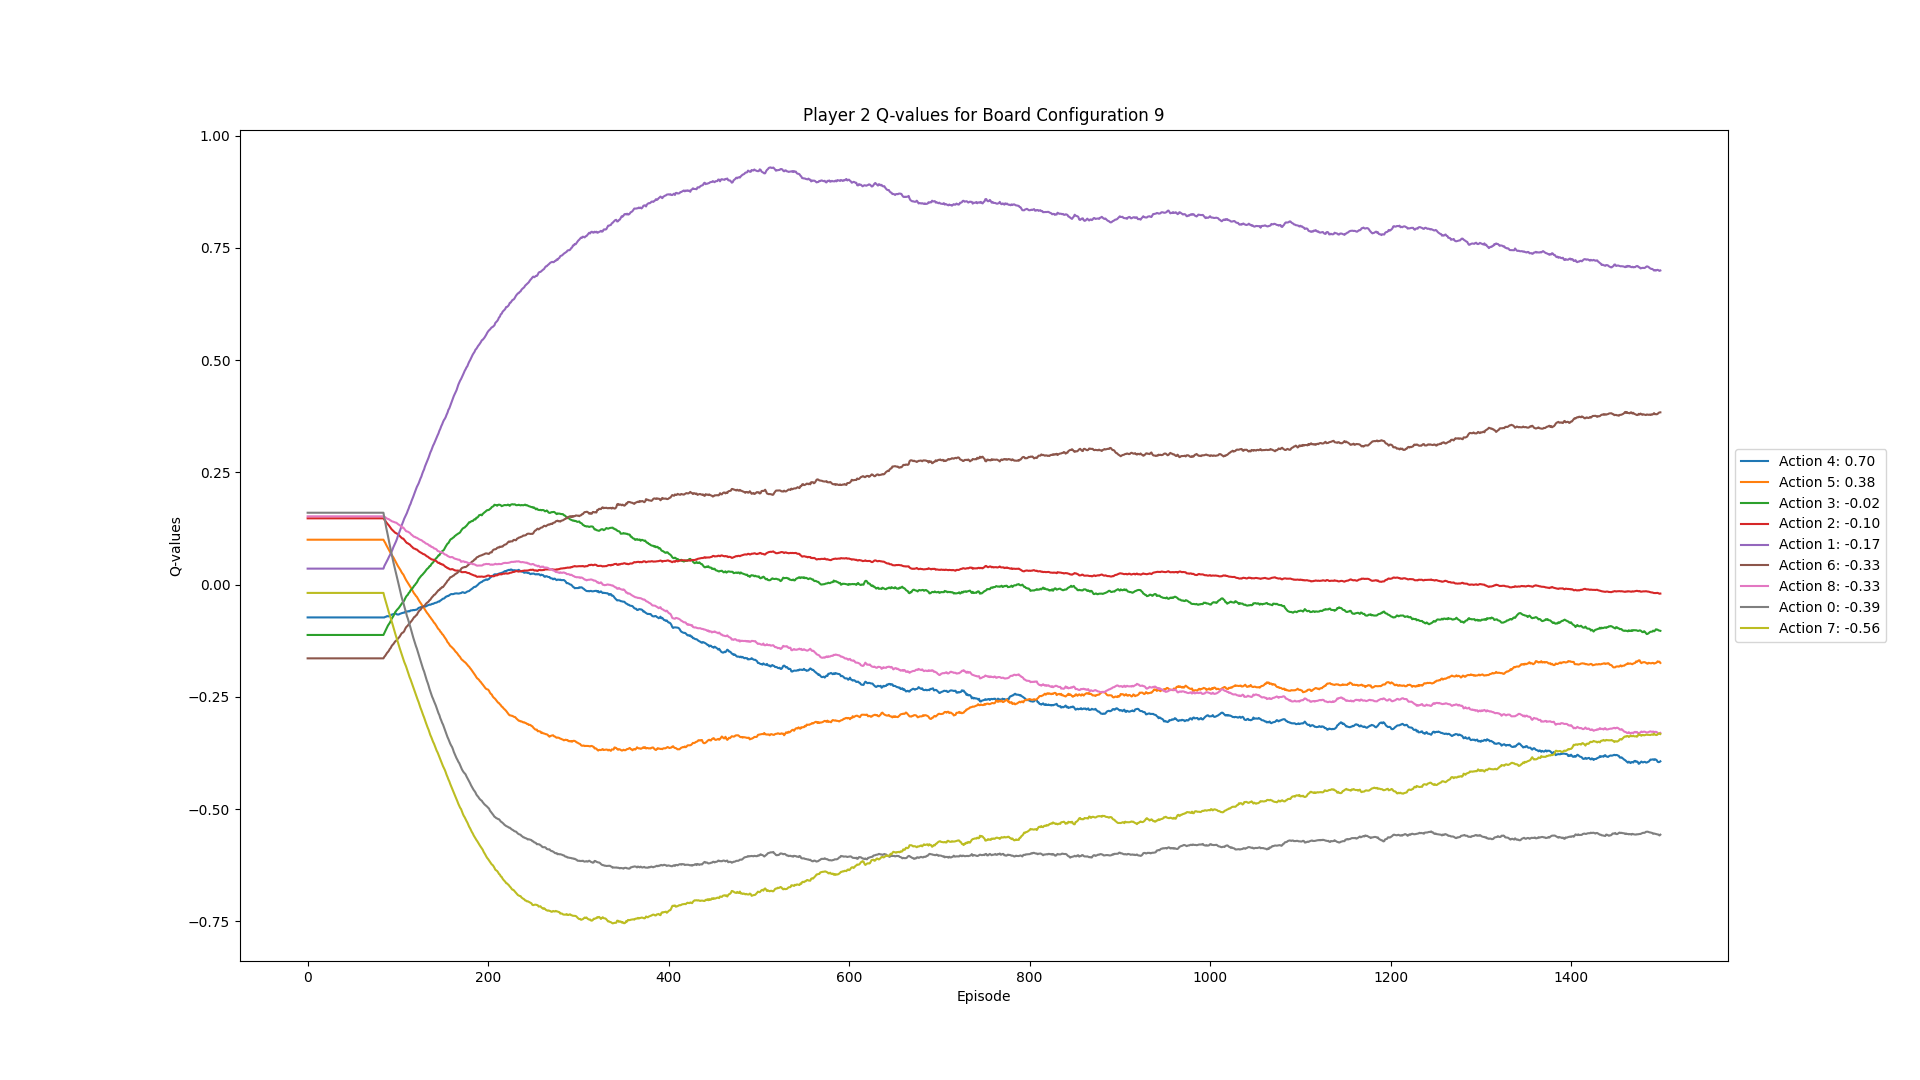 Player 2 Q-values for Board Configuration 9
1.00
0.75
0.50
0.25
0.00
−0.25
−0.50
−0.75
Q-values
0 200 400 600 800 1000 1200 1400
Episode
Action 4: 0.70
Action 5: 0.38
Action 3: -0.02
Action 2: -0.10
Action 1: -0.17
Action 6: -0.33
Action 8: -0.33
Action 0: -0.39
Action 7: -0.56